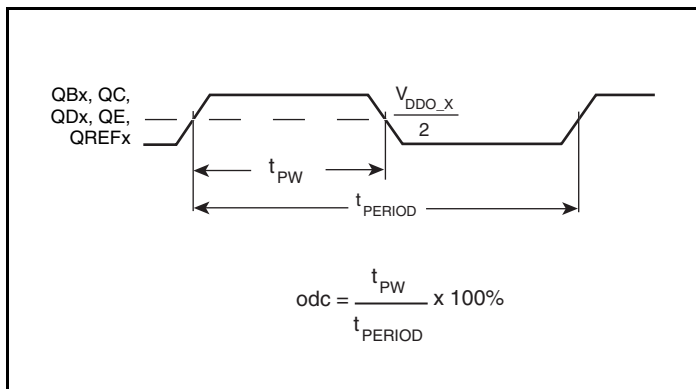 QBx, QC,
QDx, QE,
QREFx
V_DDO_X
2
t_PW
t_PERIOD
odc = t_PW / t_PERIOD x 100%